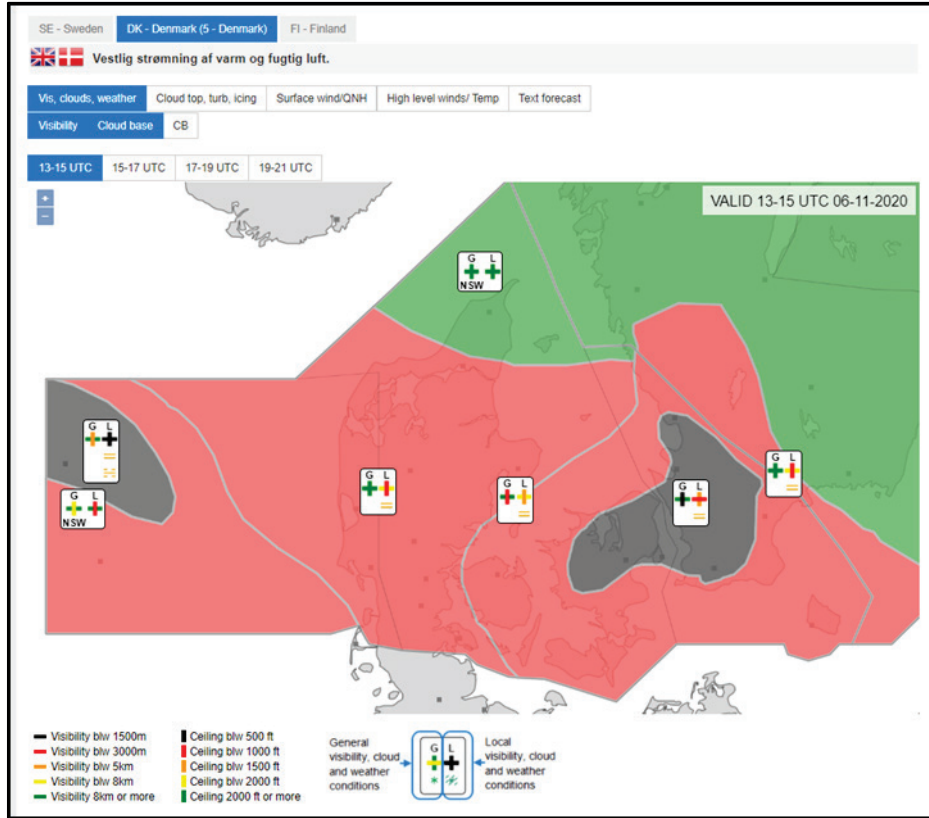 SE - Sweden DK - Denmark (5 - Denmark) FI - Finland
Vestlig strømning af varm og fugtig luft.
Vis, clouds, weather Cloud top, turb, icing Surface wind/QNH High level winds/ Temp Text forecast
Visibility Cloud base CB
13-15 UTC 15-17 UTC 17-19 UTC 19-21 UTC
+
−
VALID 13-15 UTC 06-11-2020
G L
NSW
G L
G L
NSW
G L
G L
G L
G L
Visibility blw 1500m
Visibility blw 3000m
Visibility blw 5km
Visibility blw 8km
Visibility 8km or more
Ceiling blw 500 ft
Ceiling blw 1000 ft
Ceiling blw 1500 ft
Ceiling blw 2000 ft
Ceiling 2000 ft or more
General
visibility, cloud
and weather
conditions
G L
Local
visibility, cloud
and weather
conditions